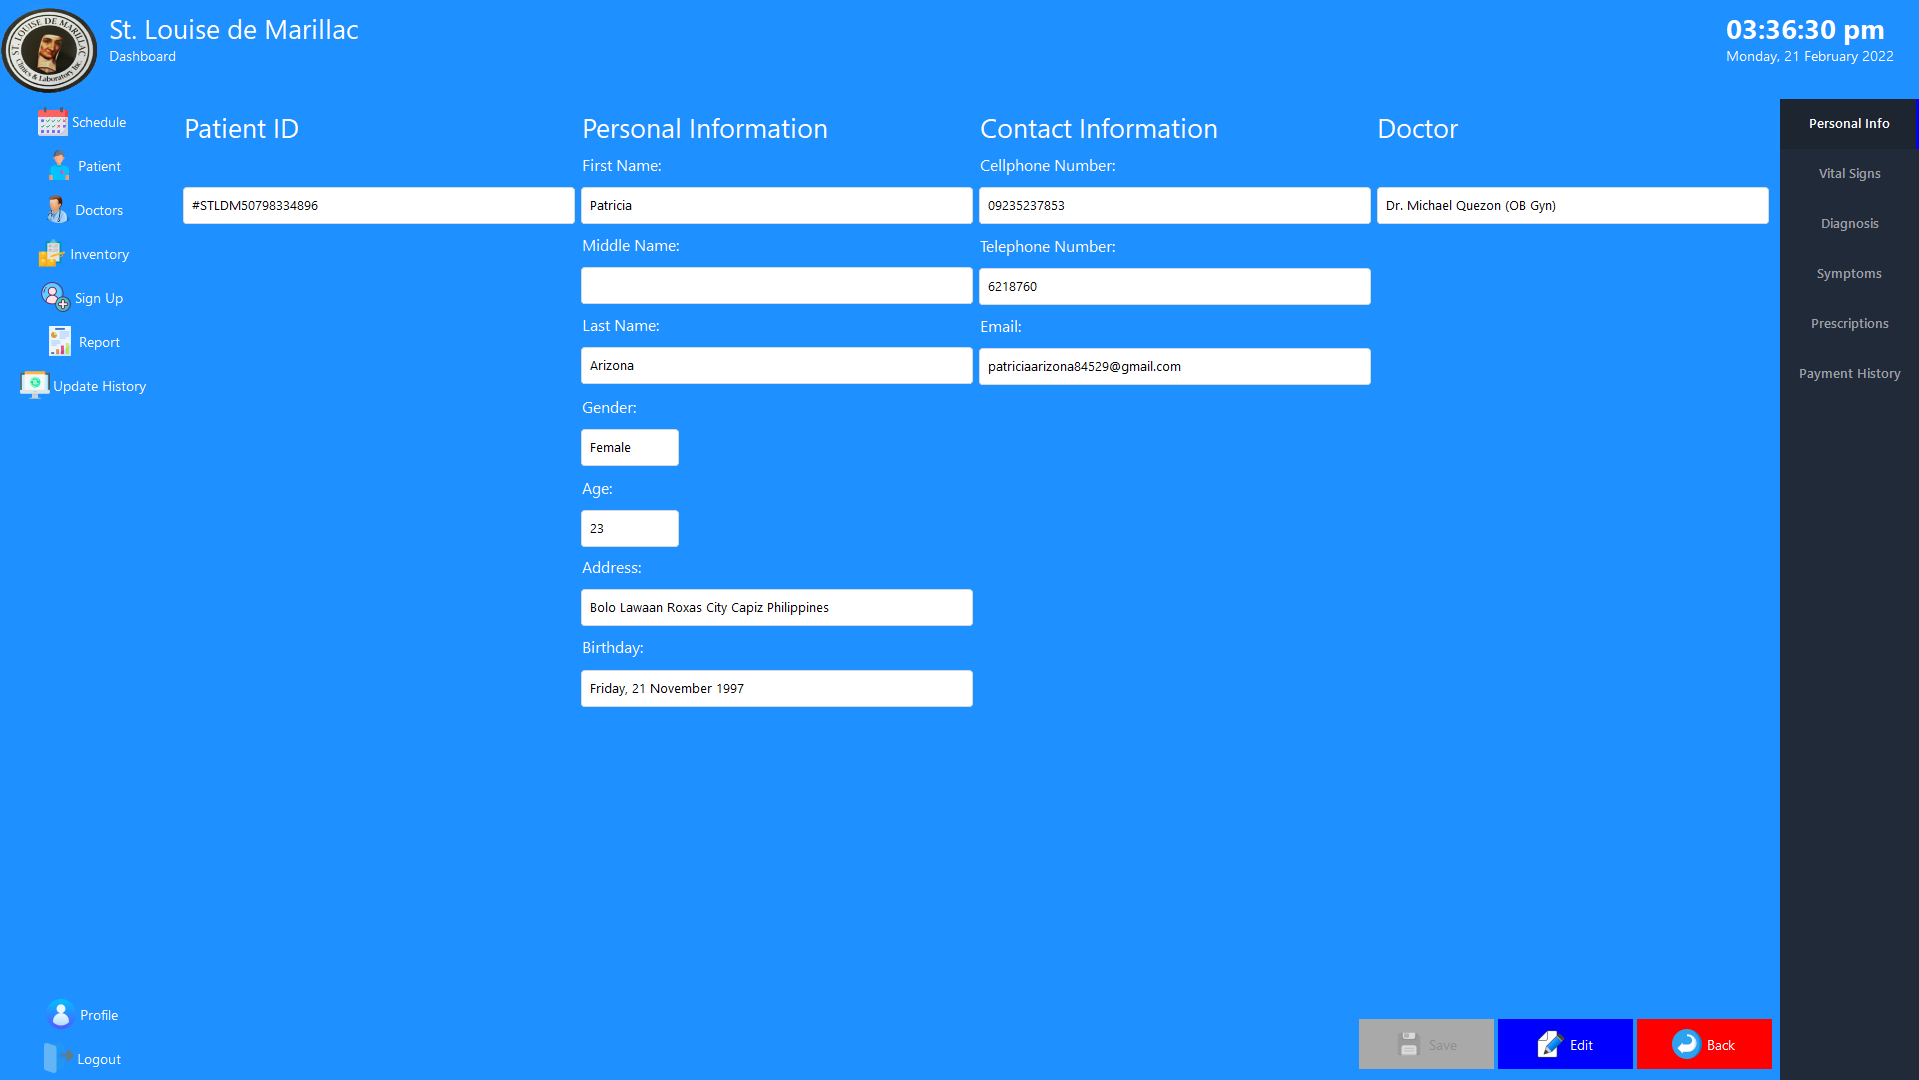 St. Louise de Marillac
Dashboard
03:36:30 pm
Monday, 21 February 2022
ST. LOUISE DE MARILLAC
Clinics & Laboratory Inc.
Schedule
Patient
Doctors
Inventory
Sign Up
Report
Update History
Profile
Logout
Patient ID
#STLDM50798334896
Personal Information
First Name:
Patricia
Middle Name:
Last Name:
Arizona
Gender:
Female
Age:
23
Address:
Bolo Lawaan Roxas City Capiz Philippines
Birthday:
Friday, 21 November 1997
Contact Information
Cellphone Number:
09235237853
Telephone Number:
6218760
Email:
patriciaarizona84529@gmail.com
Doctor
Dr. Michael Quezon (OB Gyn)
Personal Info
Vital Signs
Diagnosis
Symptoms
Prescriptions
Payment History
Save
Edit
Back